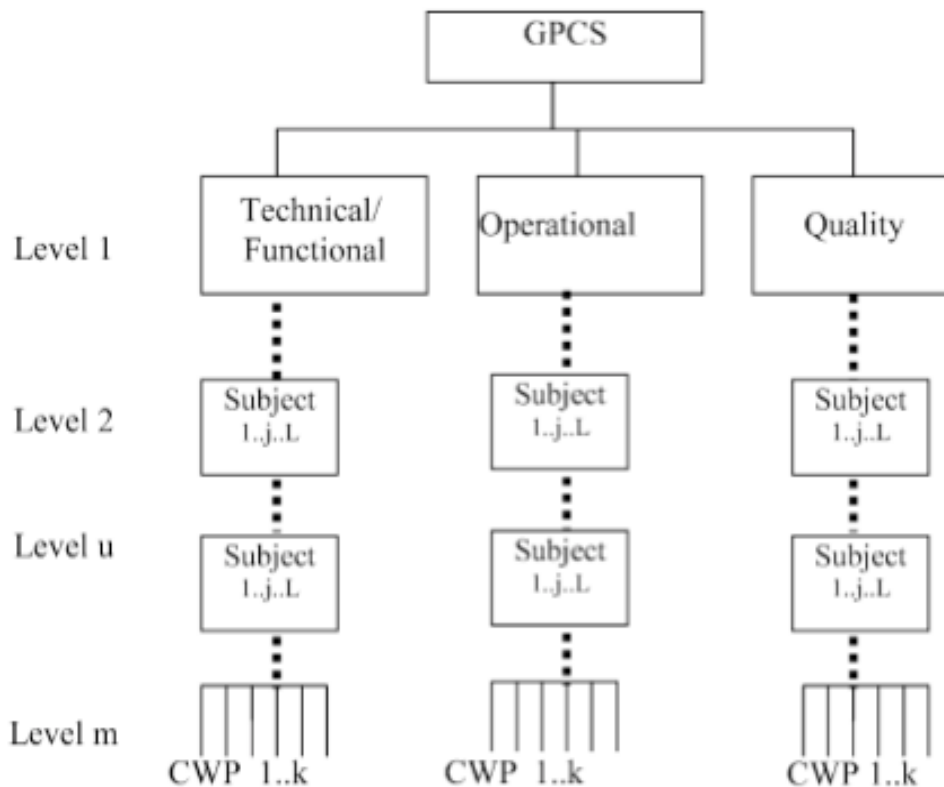 GPCS
Technical/
Functional
Operational
Quality
Level 1
Subject
1..j..L
Subject
1..j..L
Subject
1..j..L
Level 2
Subject
1..j..L
Subject
1..j..L
Subject
1..j..L
Level u
Level m
CWP 1..k
CWP 1..k
CWP 1..k